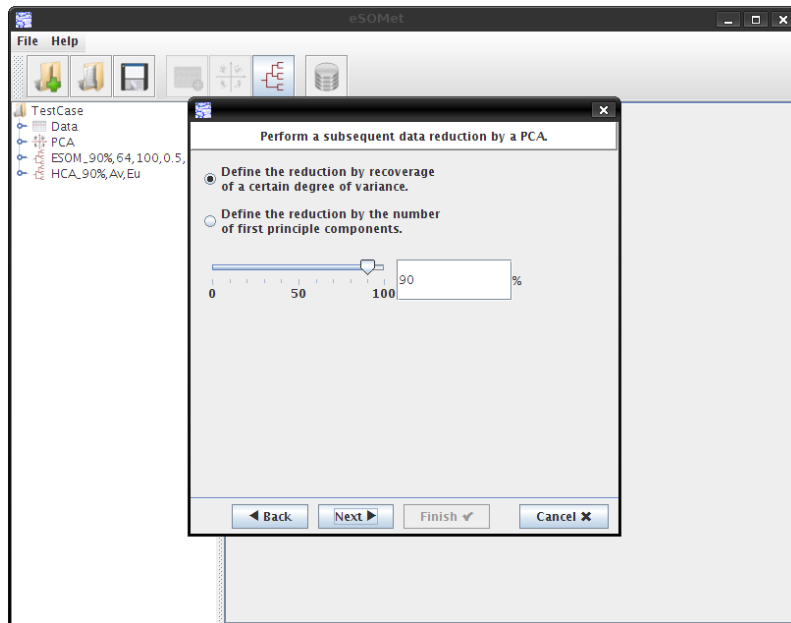 eSOMet
File Help
TestCase
Data
PCA
ESOM_90%,64,100,0.5,
HCA_90%,Av,Eu
Perform a subsequent data reduction by a PCA.
Define the reduction by recoverage
of a certain degree of variance.
Define the reduction by the number
of first principle components.
0 50 100
90 %
Back Next Finish Cancel